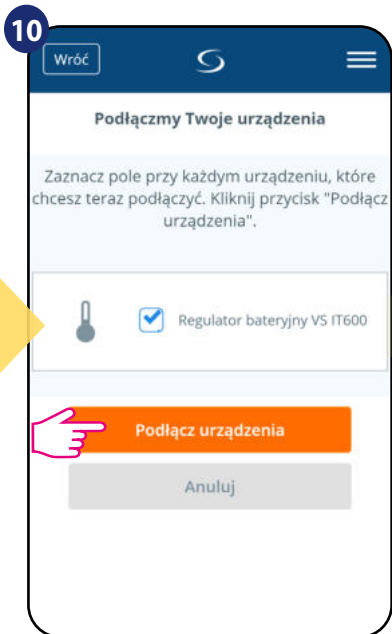 10
Wróć
Podłączmy Twoje urządzenia
Zaznacz pole przy każdym urządzeniu, które
chcesz teraz podłączyć. Kliknij przycisk "Podłącz
urządzenia".
Regulator bateryjny VS IT600
Podłącz urządzenia
Anuluj